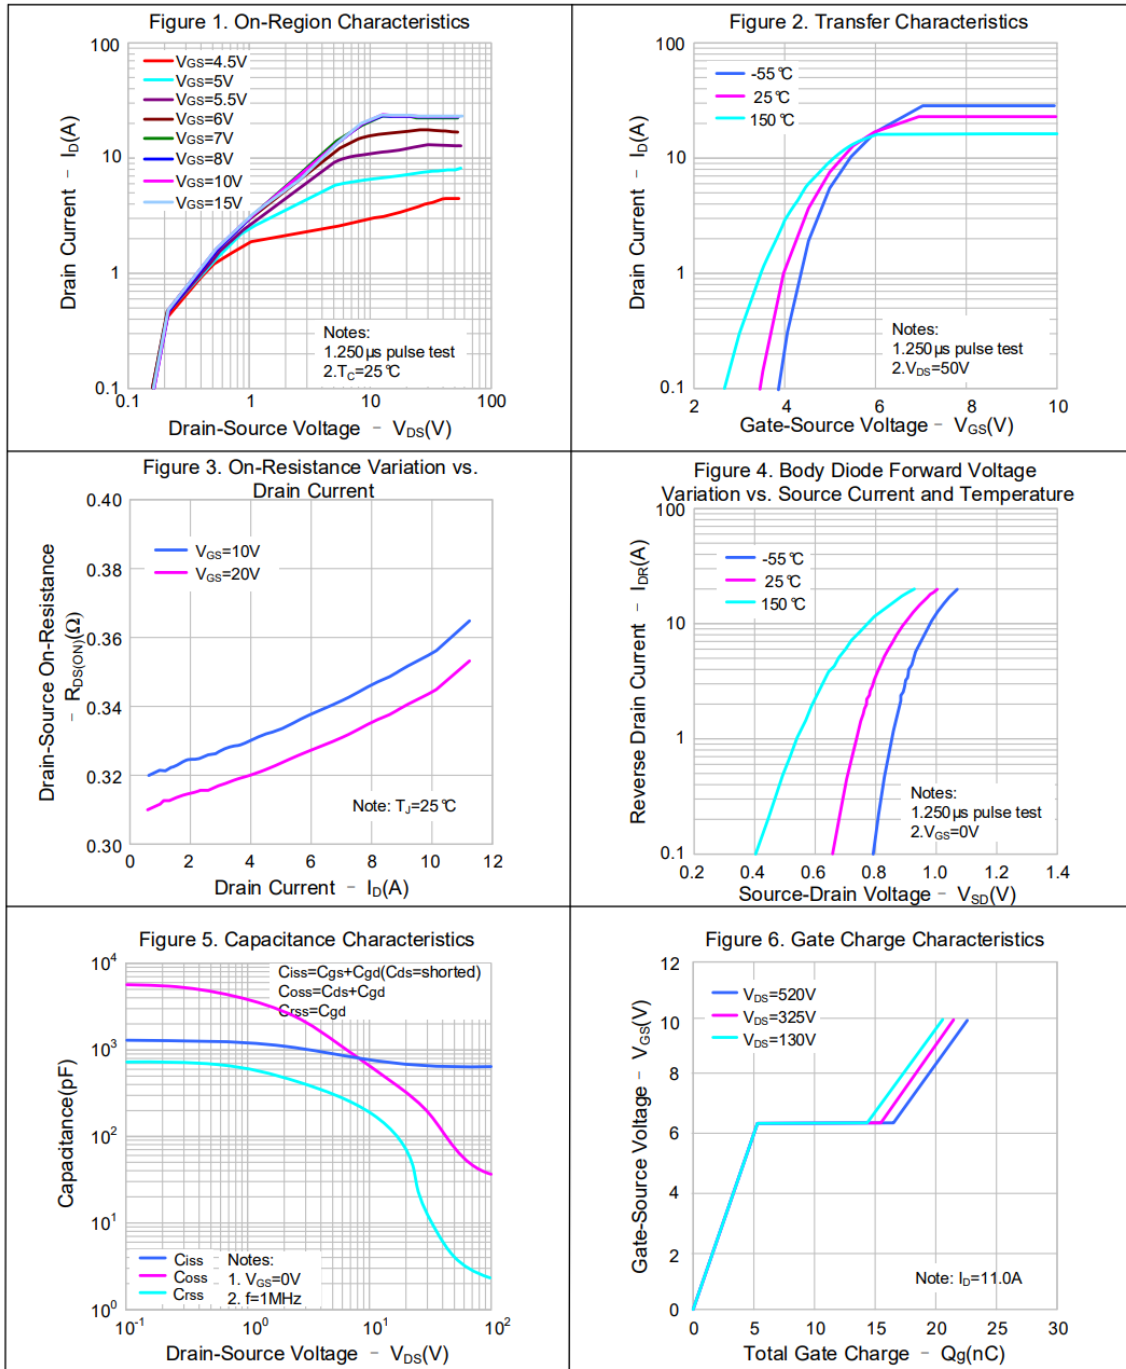 Figure 1. On-Region Characteristics
Drain Current － ID(A)
100
10
1
0.1
VGS=4.5V
VGS=5V
VGS=5.5V
VGS=6V
VGS=7V
VGS=8V
VGS=10V
VGS=15V
Notes:
1.250µs pulse test
2.TC=25℃
0.1
1
10
100
Drain-Source Voltage － VDS(V)
Figure 2. Transfer Characteristics
Drain Current － ID(A)
100
10
1
0.1
-55℃
25℃
150℃
Notes:
1.250µs pulse test
2.VDS=50V
2
4
6
8
10
Gate-Source Voltage － VGS(V)
Figure 3. On-Resistance Variation vs.
Drain Current
Drain-Source On-Resistance
－ RDS(ON)(Ω)
0.40
0.38
0.36
0.34
0.32
0.30
VGS=10V
VGS=20V
Note: TJ=25℃
0
2
4
6
8
10
12
Drain Current － ID(A)
Figure 4. Body Diode Forward Voltage
Variation vs. Source Current and Temperature
Reverse Drain Current － IDR(A)
100
10
1
0.1
-55℃
25℃
150℃
Notes:
1.250µs pulse test
2.VGS=0V
0.2
0.4
0.6
0.8
1.0
1.2
1.4
Source-Drain Voltage － VSD(V)
Figure 5. Capacitance Characteristics
Capacitance(pF)
10^4
10^3
10^2
10^1
10^0
Ciss=Cgs+Cgd(Cds=shorted)
Coss=Cds+Cgd
Crss=Cgd
Ciss
Coss
Crss
Notes:
1. VGS=0V
2. f=1MHz
10^-1
10^0
10^1
10^2
Drain-Source Voltage － VDS(V)
Figure 6. Gate Charge Characteristics
Gate-Source Voltage － VGS(V)
12
10
8
6
4
2
0
VDS=520V
VDS=325V
VDS=130V
Note: ID=11.0A
0
5
10
15
20
25
30
Total Gate Charge － Qg(nC)